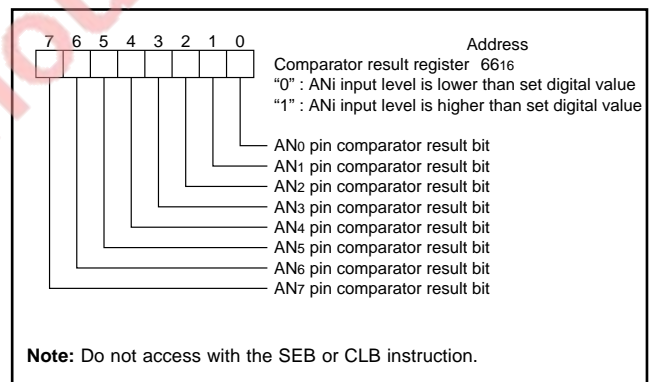 7 6 5 4 3 2 1 0
Address
Comparator result register 6616
“0” : ANi input level is lower than set digital value
“1” : ANi input level is higher than set digital value
AN0 pin comparator result bit
AN1 pin comparator result bit
AN2 pin comparator result bit
AN3 pin comparator result bit
AN4 pin comparator result bit
AN5 pin comparator result bit
AN6 pin comparator result bit
AN7 pin comparator result bit
Note: Do not access with the SEB or CLB instruction.